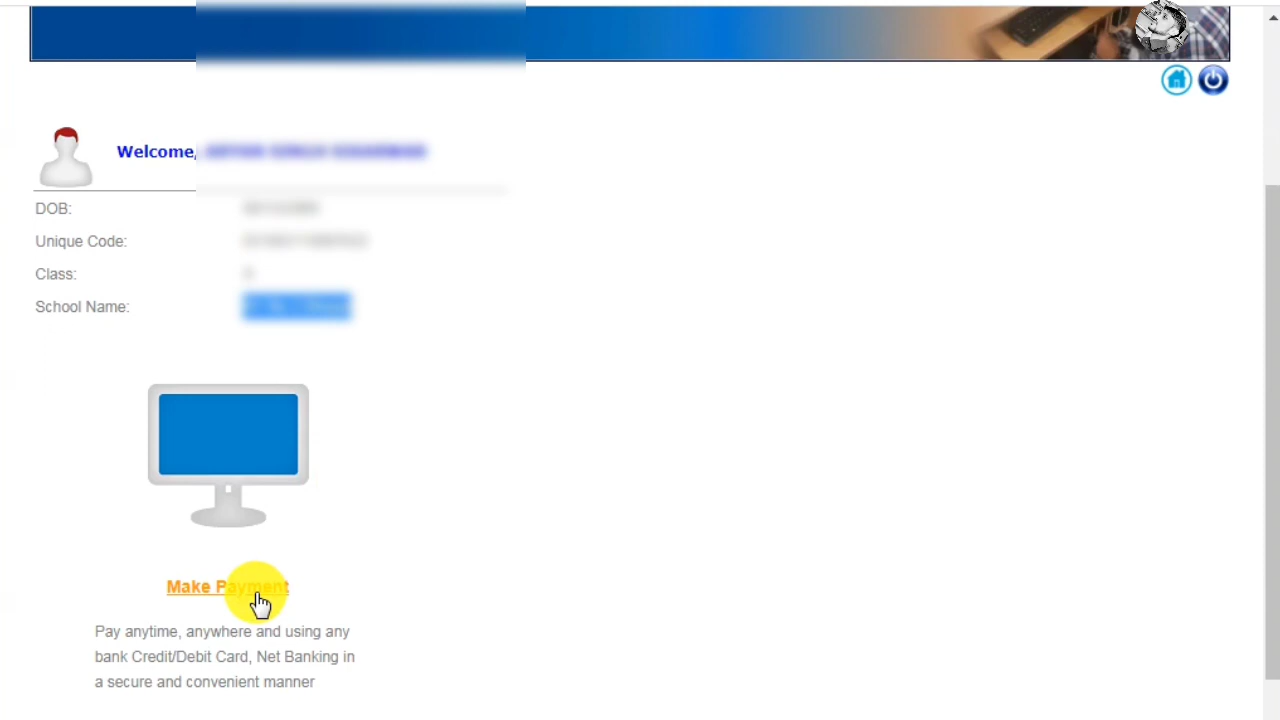 Welcome,
DOB:
Unique Code:
Class:
School Name:
Make Payment
Pay anytime, anywhere and using any
bank Credit/Debit Card, Net Banking in
a secure and convenient manner